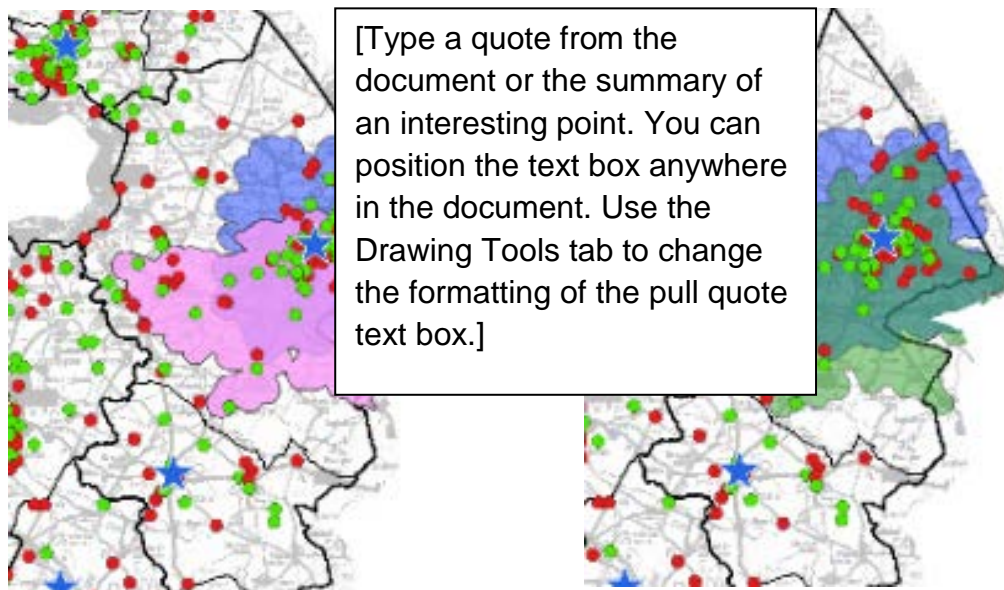 [Type a quote from the
document or the summary of
an interesting point. You can
position the text box anywhere
in the document. Use the
Drawing Tools tab to change
the formatting of the pull quote
text box.]